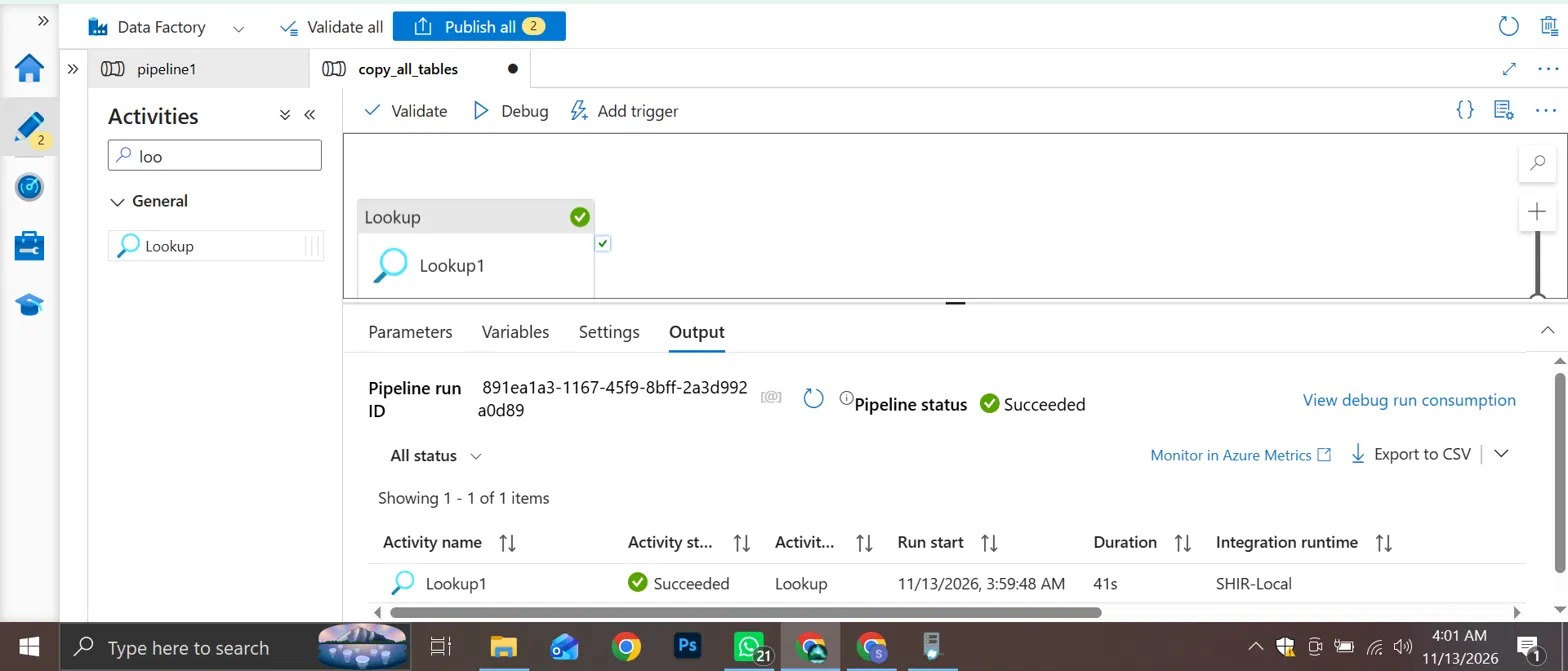 Data Factory
Validate all
Publish all 2
pipeline1
copy_all_tables
Activities
Validate
Debug
Add trigger
2
loo
General
Lookup
Lookup
Lookup1
Parameters
Variables
Settings
Output
Pipeline run
ID
891ea1a3-1167-45f9-8bff-2a3d992
a0d89
[@]
Pipeline status
Succeeded
View debug run consumption
All status
Monitor in Azure Metrics
Export to CSV
Showing 1 - 1 of 1 items
Activity name
Activity st...
Activit...
Run start
Duration
Integration runtime
Lookup1
Succeeded
Lookup
11/13/2026, 3:59:48 AM
41s
SHIR-Local
Type here to search
Ps
21
S
4:01 AM
11/13/2026
1